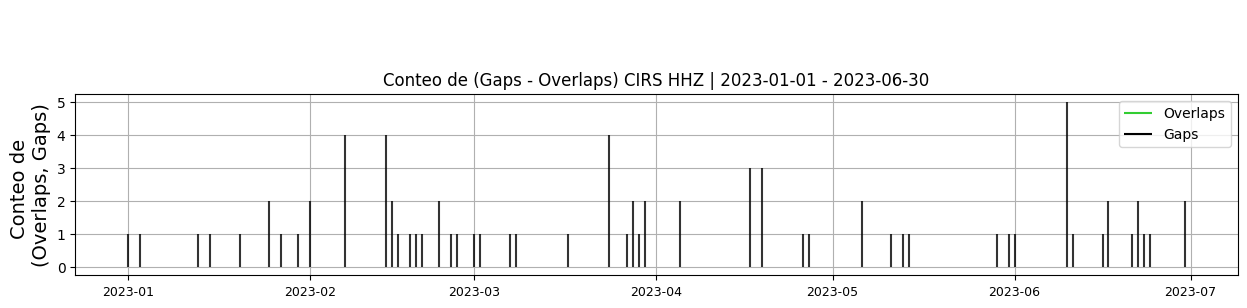 Conteo de (Gaps - Overlaps) CIRS HHZ | 2023-01-01 - 2023-06-30
Conteo de
(Overlaps, Gaps)
5
4
3
2
1
0
Overlaps
Gaps
2023-01
2023-02
2023-03
2023-04
2023-05
2023-06
2023-07